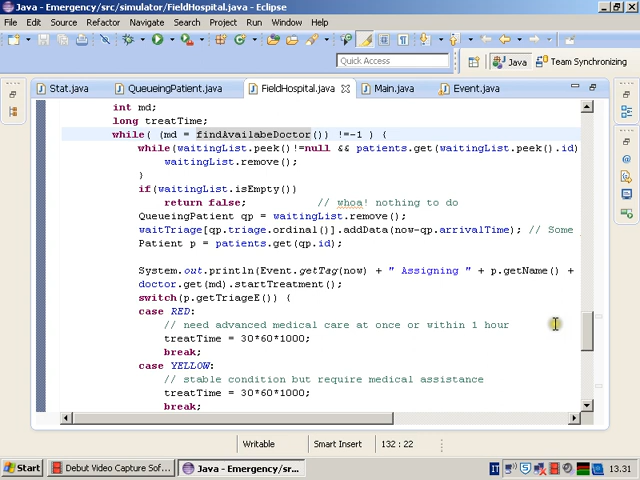 Java - Emergency/src/simulator/FieldHospital.java - Eclipse
File Edit Source Refactor Navigate Search Project Run Window Help
Quick Access
Java Team Synchronizing
Stat.java QueueingPatient.java FieldHospital.java Main.java Event.java
int md;
long treatTime;
while( (md = findAvailabeDoctor()) !=-1 ) {
while(waitingList.peek()!=null && patients.get(waitingList.peek().id)
waitingList.remove();
}
if(waitingList.isEmpty())
return false; // whoa! nothing to do
QueueingPatient qp = waitingList.remove();
waitTriage[qp.triage.ordinal()].addData(now-qp.arrivalTime); // Some
Patient p = patients.get(qp.id);
System.out.println(Event.getTag(now) + " Assigning " + p.getName() +
doctor.get(md).startTreatment();
switch(p.getTriageE()) {
case RED:
// need advanced medical care at once or within 1 hour
treatTime = 30*60*1000;
break;
case YELLOW:
// stable condition but require medical assistance
treatTime = 30*60*1000;
break;
Writable Smart Insert 132 : 22
Start Debut Video Capture Sof... Java - Emergency/sr... IT 13.31